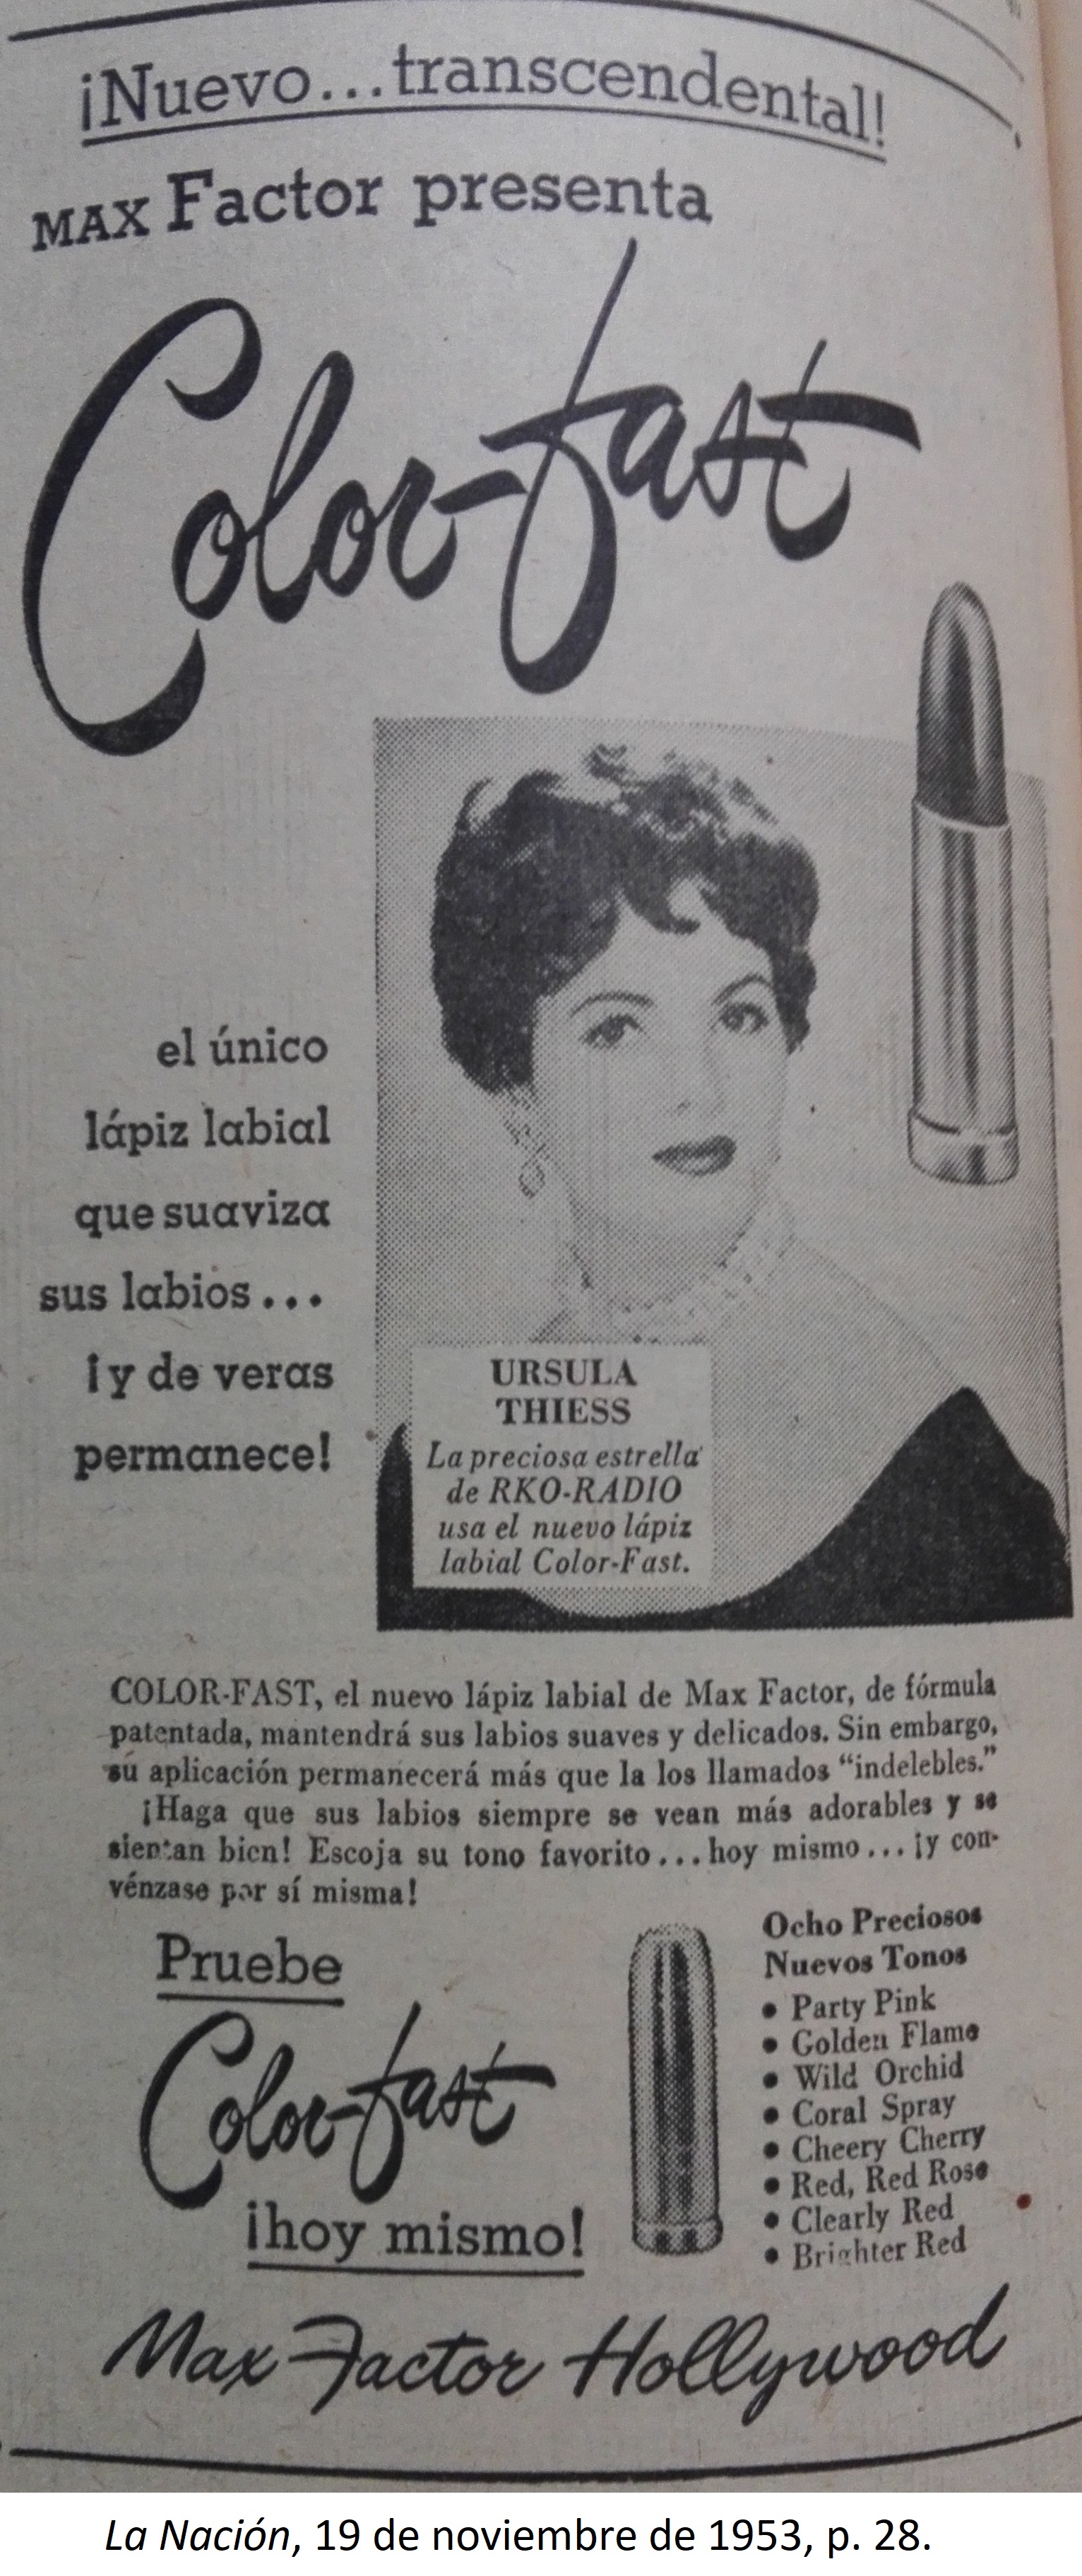 ¡Nuevo...transcendental!
MAX Factor presenta
Color-fast
el único
lápiz labial
que suaviza
sus labios...
¡y de veras
permanece!
URSULA
THIESS
La preciosa estrella
de RKO-RADIO
usa el nuevo lápiz
labial Color-Fast.
COLOR-FAST, el nuevo lápiz labial de Max Factor, de fórmula
patentada, mantendrá sus labios suaves y delicados. Sin embargo,
su aplicación permanecerá más que la los llamados "indelebles."
¡Haga que sus labios siempre se vean más adorables y se
sientan bien! Escoja su tono favorito...hoy mismo... ¡y con-
vénzase por sí misma!
Pruebe
Color-fast
¡hoy mismo!
Ocho Preciosos
Nuevos Tonos
• Party Pink
• Golden Flame
• Wild Orchid
• Coral Spray
• Cheery Cherry
• Red, Red Rose
• Clearly Red
• Brighter Red
Max Factor Hollywood
La Nación, 19 de noviembre de 1953, p. 28.